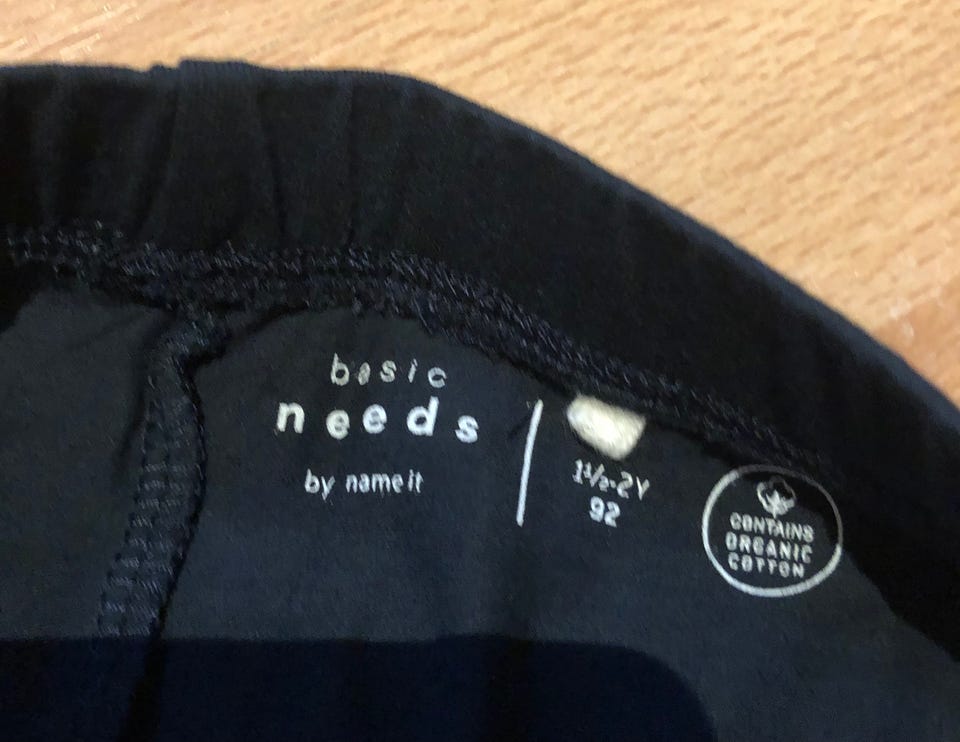 basic
needs
by name it
1½-2Y
92
CONTAINS
ORGANIC
COTTON